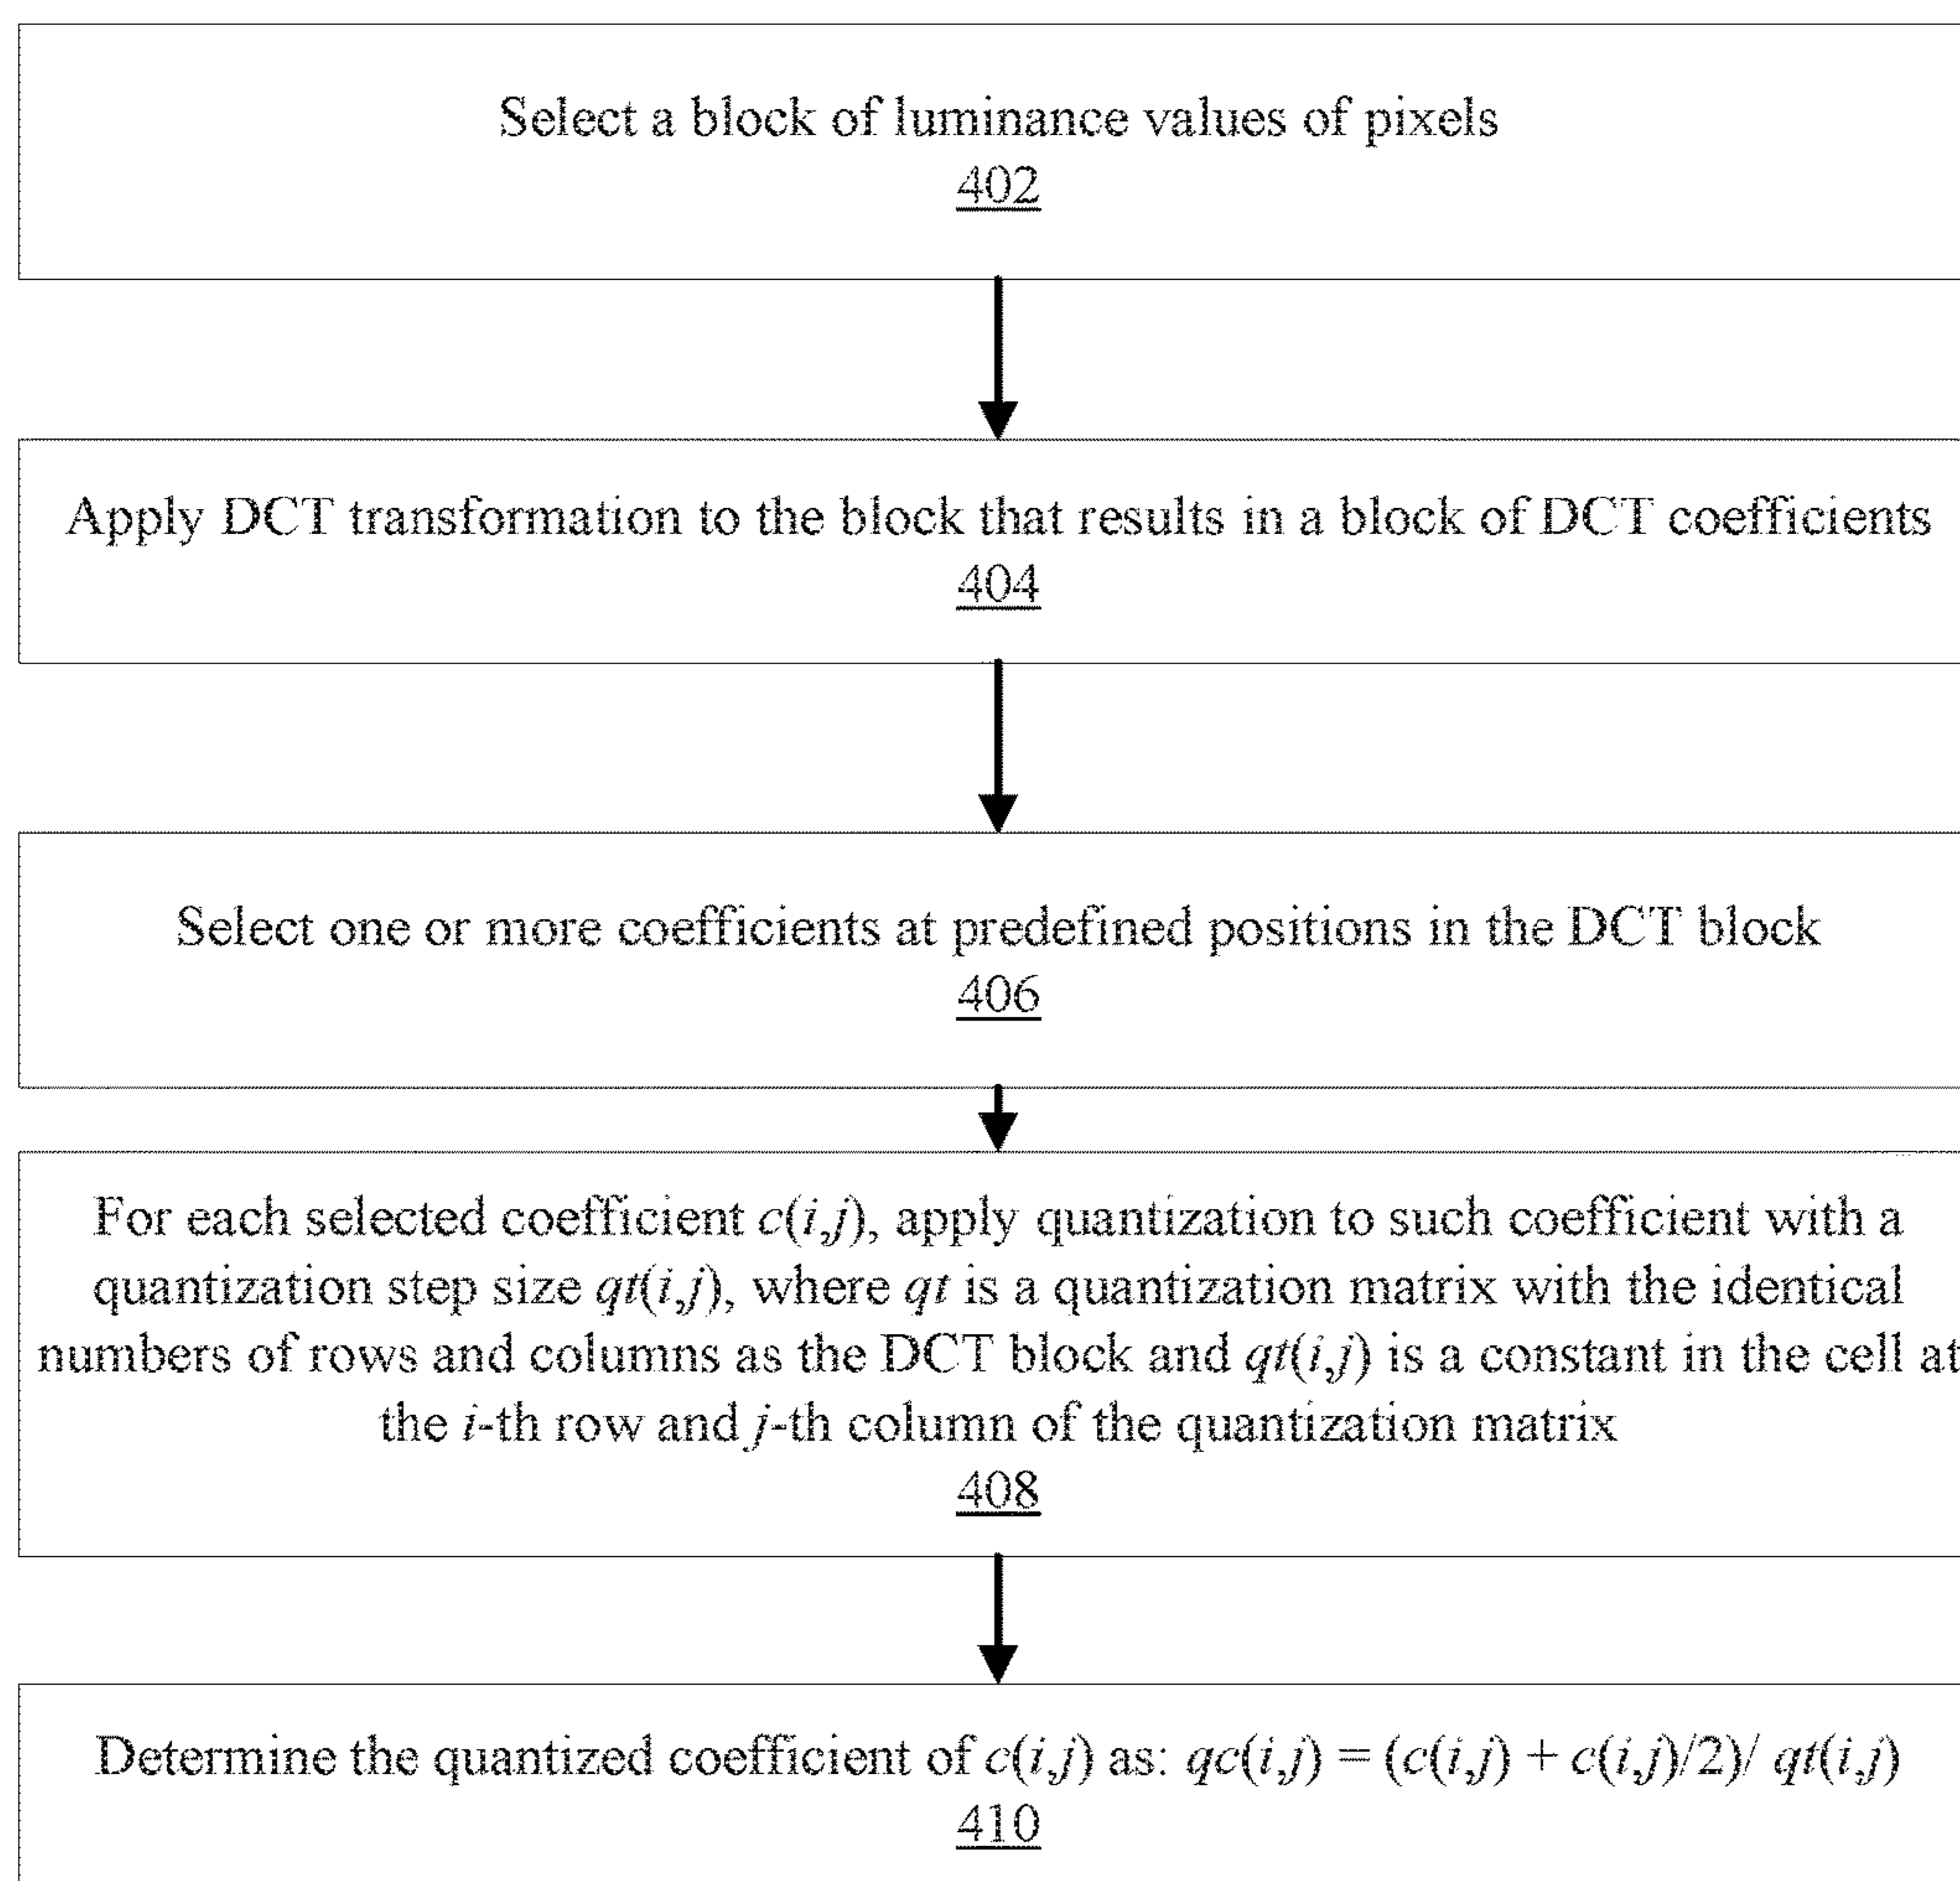 Select a block of luminance values of pixels
402
Apply DCT transformation to the block that results in a block of DCT coefficients
404
Select one or more coefficients at predefined positions in the DCT block
406
For each selected coefficient c(i,j), apply quantization to such coefficient with a
quantization step size qt(i,j), where qt is a quantization matrix with the identical
numbers of rows and columns as the DCT block and qt(i,j) is a constant in the cell at
the i-th row and j-th column of the quantization matrix
408
Determine the quantized coefficient of c(i,j) as: qc(i,j) = (c(i,j) + c(i,j)/2)/ qt(i,j)
410